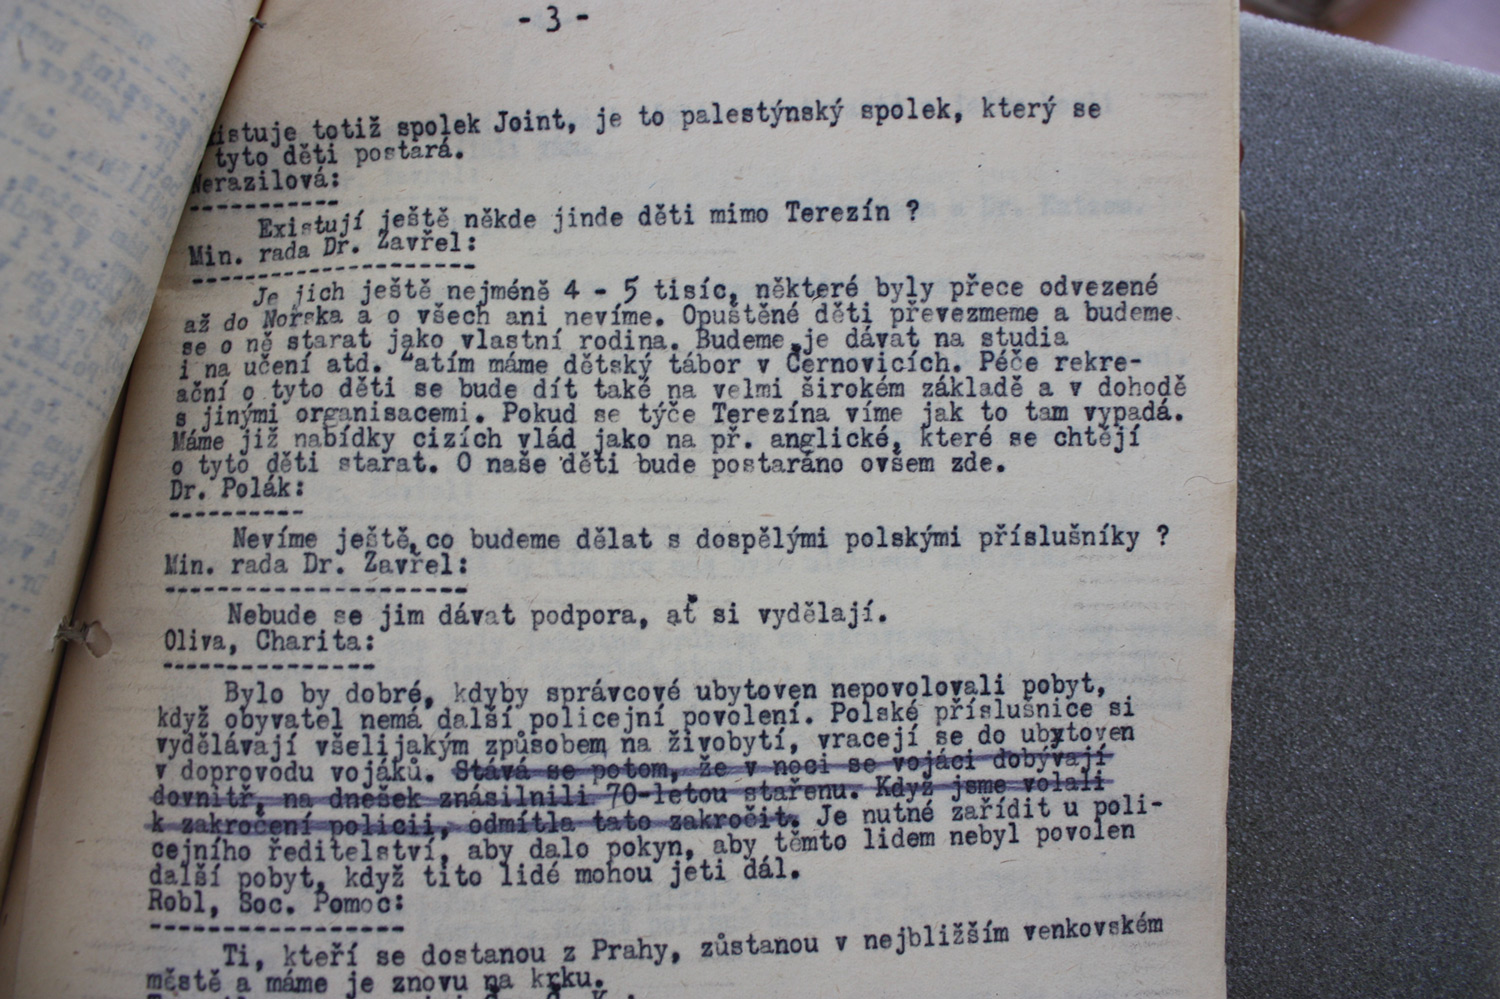 - 3 -
istuje totiž spolek Joint, je to palestýnský spolek, který se
tyto děti postará.
Nerazilová:
Existují ještě někde jinde děti mimo Terezín ?
Min. rada Dr. Zavřel:
Je jich ještě nejméně 4 - 5 tisíc, některé byly přece odvezené
až do Norska a o všech ani nevíme. Opuštěné děti převezmeme a budeme
se o ně starat jako vlastní rodina. Budeme je dávat na studia
i na učení atd. "atím máme dětský tábor v Černovicích. Péče rekre-
ační o tyto děti se bude dít také na velmi širokém základě a v dohodě
s jinými organisacemi. Pokud se týče Terezína víme jak to tam vypadá.
Máme již nabídky cizích vlád jako na př. anglické, které se chtějí
o tyto děti starat. O naše děti bude postaráno ovšem zde.
Dr. Polák:
Nevíme ještě, co budeme dělat s dospělými polskými příslušníky ?
Min. rada Dr. Zavřel:
Nebude se jim dávat podpora, ať si vydělají.
Oliva, Charita:
Bylo by dobré, kdyby správcové ubytoven nepovolovali pobyt,
když obyvatel nemá další policejní povolení. Polské příslušnice si
vydělávají všelijakým způsobem na živobytí, vracejí se do ubytoven
v doprovodu vojáků. Stává se potom, že v noci se vojáci dobývají
dovnitř, na dnešek znásilnili 70-letou stařenu. Když jsme volali
k zakročení policii, odmítla tato zakročit. Je nutné zařídit u poli-
cejního ředitelství, aby dalo pokyn, aby těmto lidem nebyl povolen
další pobyt, když tito lidé mohou jeti dál.
Robl, Soc. Pomoc:
Ti, kteří se dostanou z Prahy, zůstanou v nejbližším venkovském
městě a máme je znovu na krku.